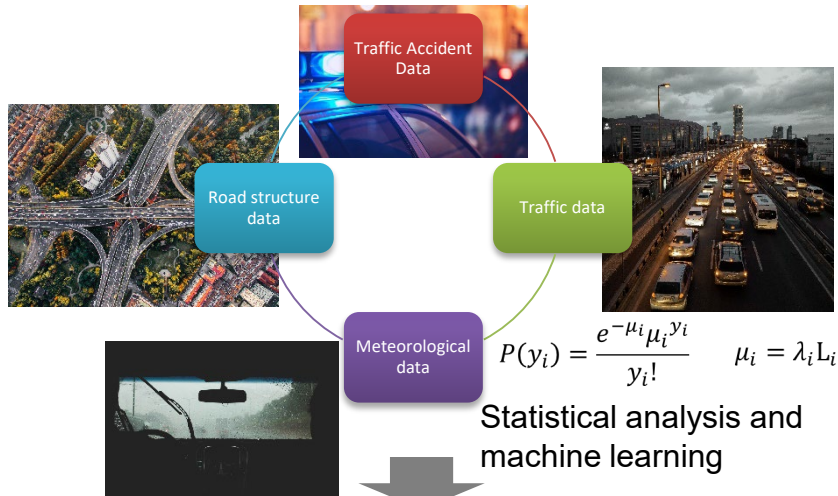 Traffic Accident
Data
Road structure
data
Traffic data
Meteorological
data
P(y_i) = \frac{e^{-μ_i} μ_i^{y_i}}{y_i!}    μ_i = λ_i L_i
Statistical analysis and
machine learning